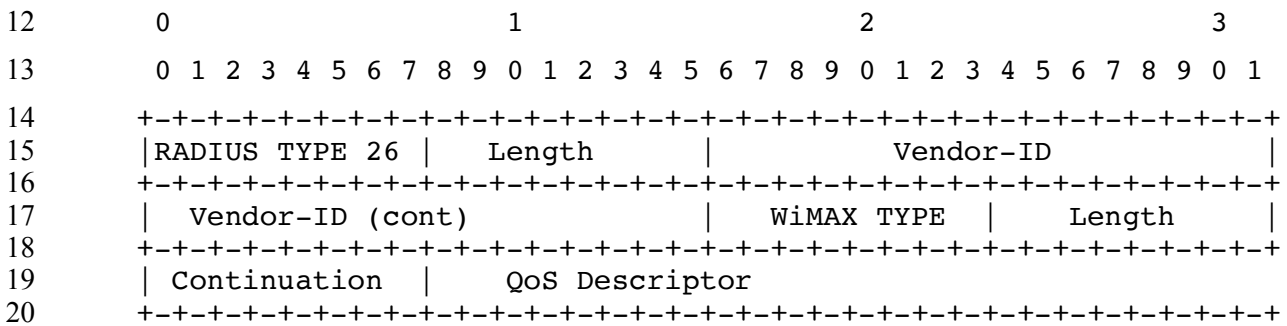 12 0 1 2 3
13 0 1 2 3 4 5 6 7 8 9 0 1 2 3 4 5 6 7 8 9 0 1 2 3 4 5 6 7 8 9 0 1
14 +-+-+-+-+-+-+-+-+-+-+-+-+-+-+-+-+-+-+-+-+-+-+-+-+-+-+-+-+-+-+-+-+
15 |RADIUS TYPE 26 | Length | Vendor-ID |
16 +-+-+-+-+-+-+-+-+-+-+-+-+-+-+-+-+-+-+-+-+-+-+-+-+-+-+-+-+-+-+-+-+
17 | Vendor-ID (cont) | WiMAX TYPE | Length |
18 +-+-+-+-+-+-+-+-+-+-+-+-+-+-+-+-+-+-+-+-+-+-+-+-+-+-+-+-+-+-+-+-+
19 | Continuation | QoS Descriptor
20 +-+-+-+-+-+-+-+-+-+-+-+-+-+-+-+-+-+-+-+-+-+-+-+-+-+-+-+-+-+-+-+-+